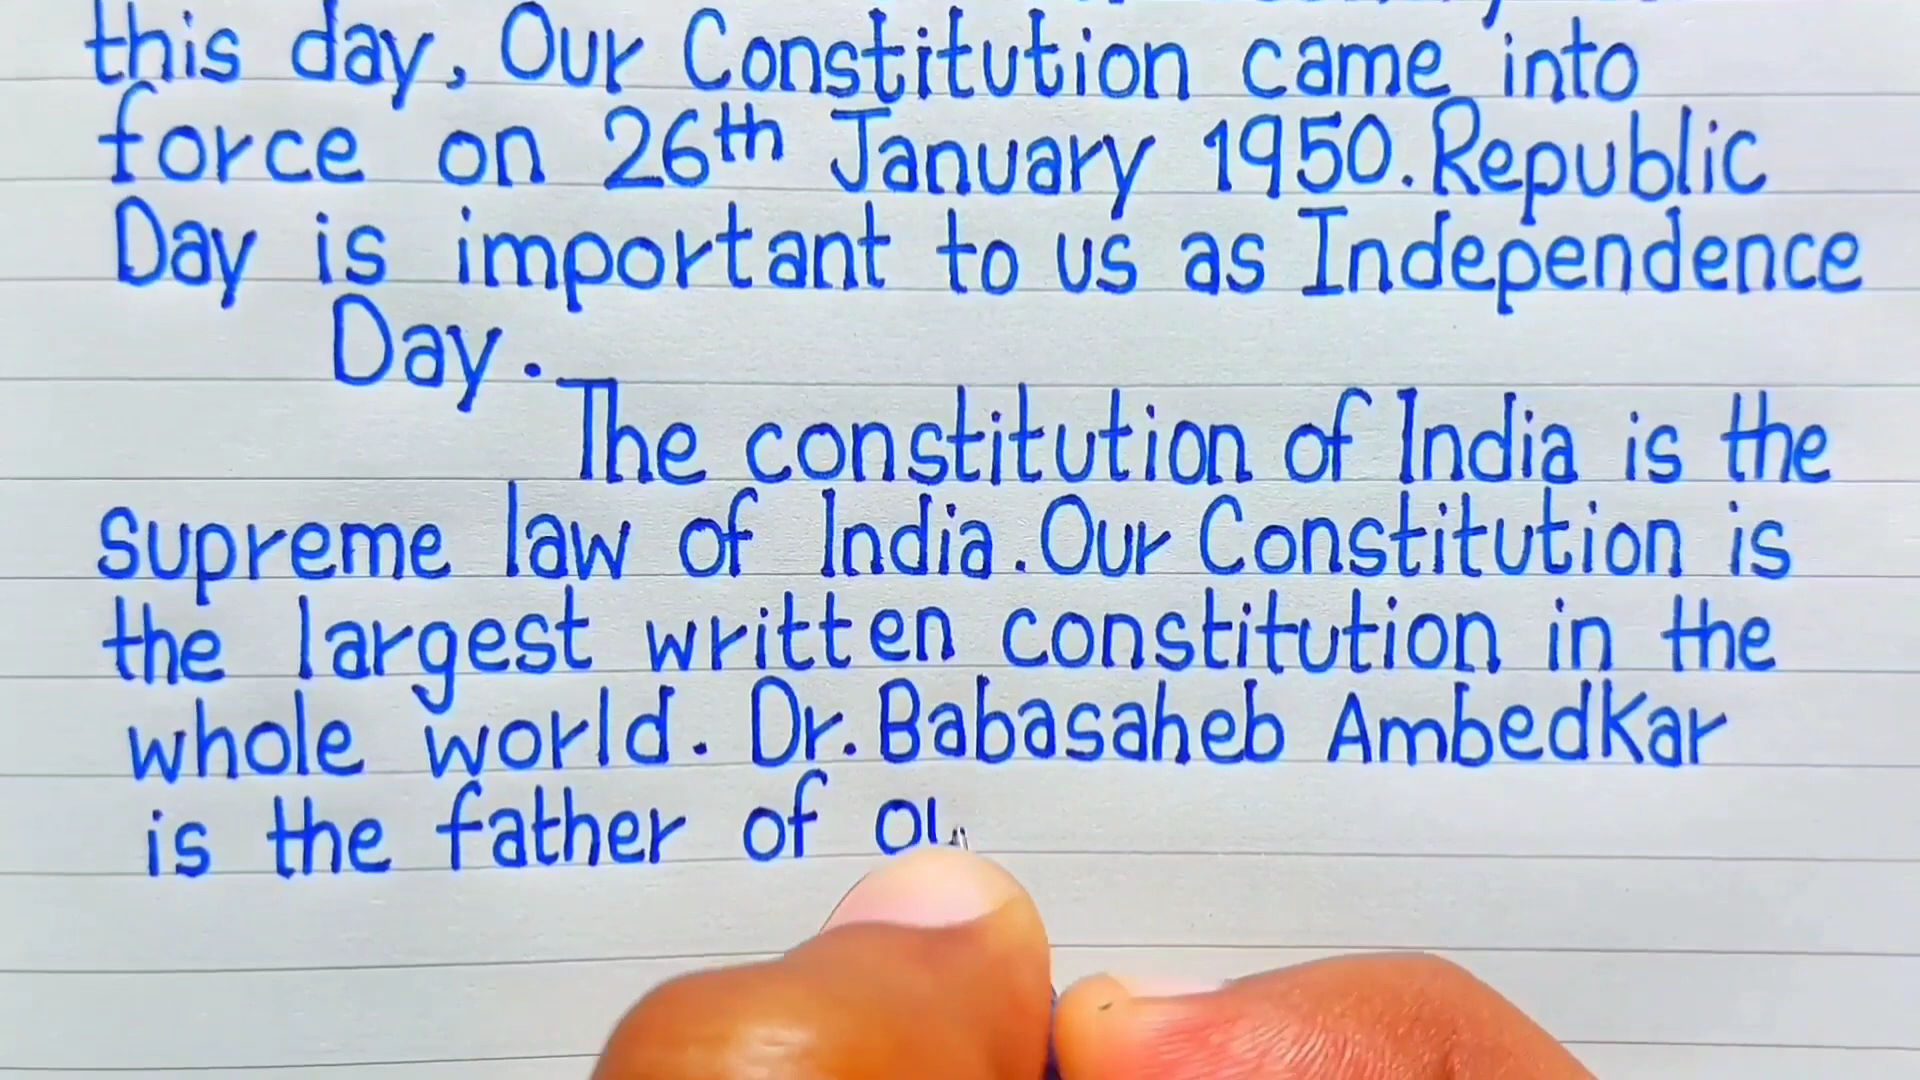 this day, Our Constitution came into
force on 26th January 1950. Republic
Day is important to us as Independence
Day.
The constitution of India is the
supreme law of India. Our Constitution is
the largest written constitution in the
whole world. Dr. Babasaheb Ambedkar
is the father of